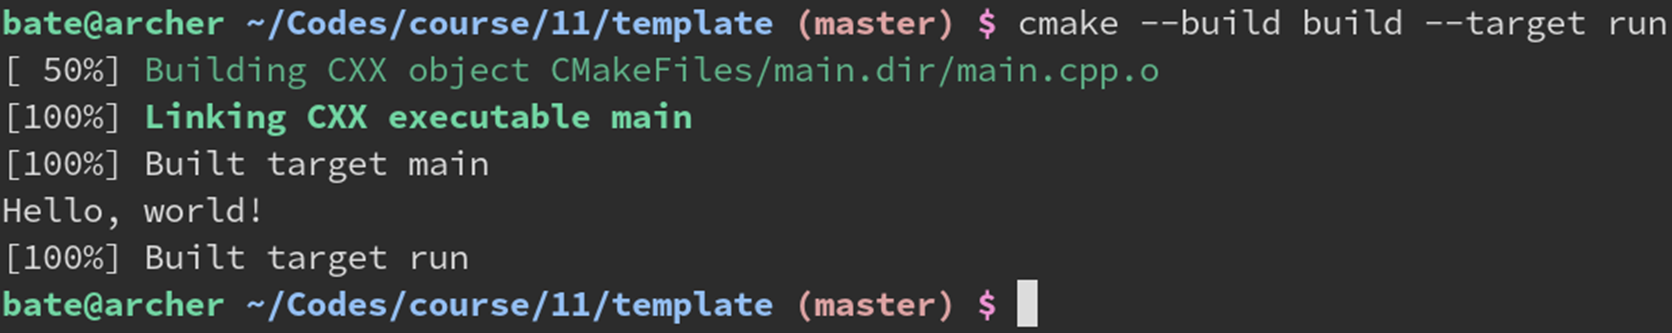 bate@archer ~/Codes/course/11/template (master) $ cmake --build build --target run
[ 50%] Building CXX object CMakeFiles/main.dir/main.cpp.o
[100%] Linking CXX executable main
[100%] Built target main
Hello, world!
[100%] Built target run
bate@archer ~/Codes/course/11/template (master) $